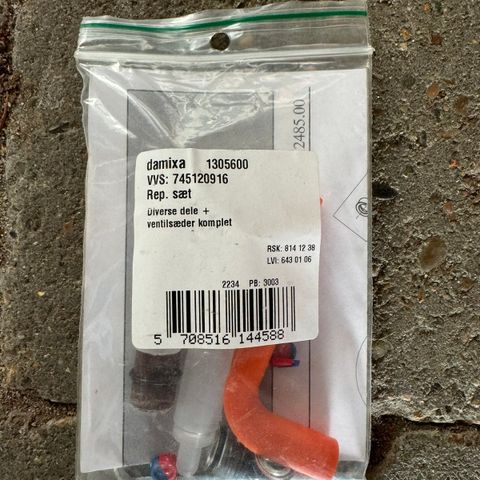 damixa 1305600
VVS: 745120916
Rep. sæt
Diverse dele +
ventilsæder komplet
RSK: 814 12 38
LVI: 643 01 06
2234 PB: 3003
5 708516 144588
2485.00